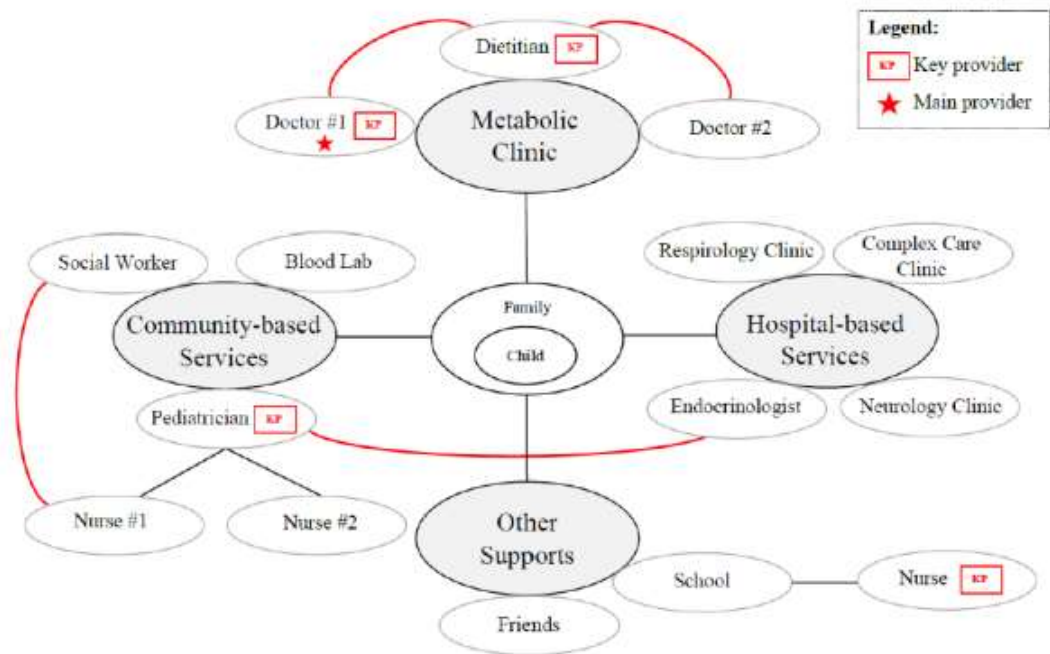 Legend:
KP Key provider
Main provider
Dietitian KP
Doctor #1 KP
Metabolic
Clinic
Doctor #2
Social Worker
Blood Lab
Respirology Clinic
Complex Care
Clinic
Community-based
Services
Family
Child
Hospital-based
Services
Pediatrician KP
Endocrinologist
Neurology Clinic
Nurse #1
Nurse #2
Other
Supports
School
Nurse KP
Friends